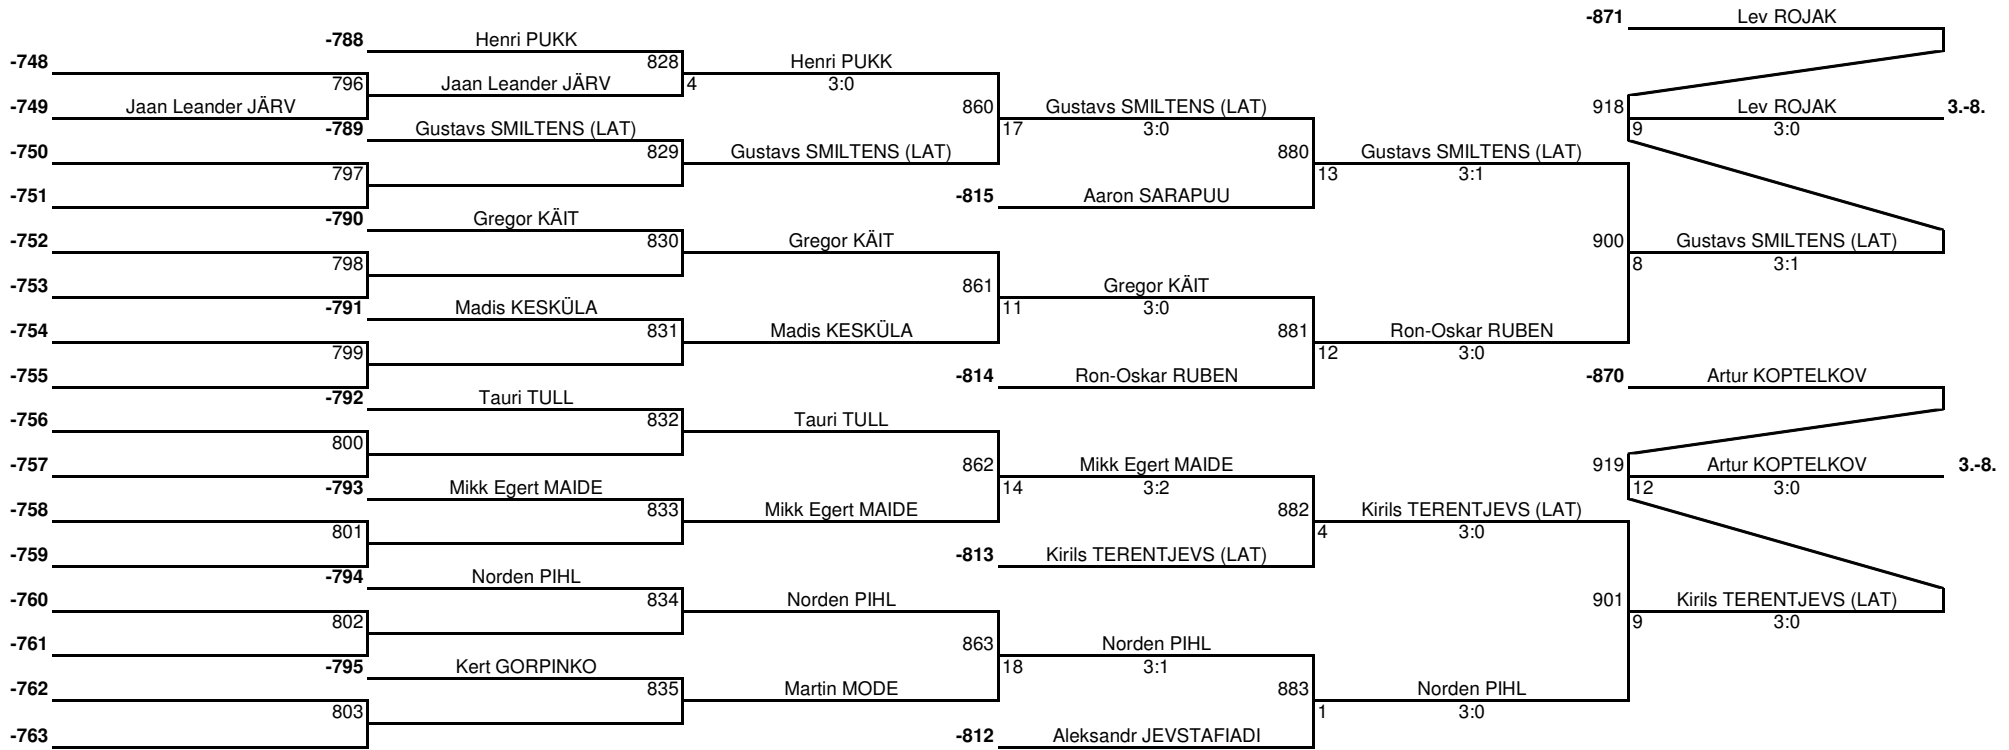 -871 Lev ROJAK
-788 Henri PUKK
-748 828 Henri PUKK
796 Jaan Leander JÄRV 4 3:0
-749 Jaan Leander JÄRV 860 Gustavs SMILTENS (LAT) 918 Lev ROJAK 3.-8.
-789 Gustavs SMILTENS (LAT) 17 3:0 9 3:0
-750 829 Gustavs SMILTENS (LAT) 880 Gustavs SMILTENS (LAT)
797 13 3:1
-751 -815 Aaron SARAPUU
-790 Gregor KÄIT
-752 830 Gregor KÄIT 900 Gustavs SMILTENS (LAT)
798 8 3:1
-753 861 Gregor KÄIT
-791 Madis KESKÜLA 11 3:0
-754 831 Madis KESKÜLA 881 Ron-Oskar RUBEN
799 12 3:0
-755 -814 Ron-Oskar RUBEN -870 Artur KOPTELKOV
-792 Tauri TULL
-756 832 Tauri TULL
800
-757 862 Mikk Egert MAIDE 919 Artur KOPTELKOV 3.-8.
-793 Mikk Egert MAIDE 14 3:2 12 3:0
-758 833 Mikk Egert MAIDE 882 Kirils TERENTJEVS (LAT)
801 4 3:0
-759 -813 Kirils TERENTJEVS (LAT)
-794 Norden PIHL
-760 834 Norden PIHL 901 Kirils TERENTJEVS (LAT)
802 9 3:0
-761 863 Norden PIHL
-795 Kert GORPINKO 18 3:1
-762 835 Martin MODE 883 Norden PIHL
803 1 3:0
-763 -812 Aleksandr JEVSTAFIADI